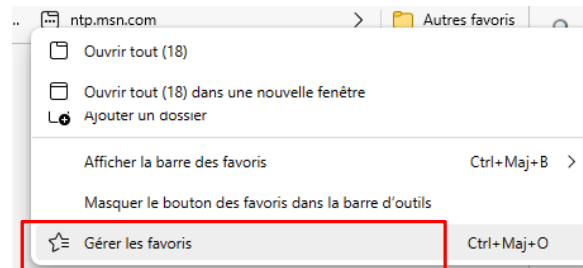 .. ntp.msn.com > Autres favoris
Ouvrir tout (18)
Ouvrir tout (18) dans une nouvelle fenêtre
Ajouter un dossier
Afficher la barre des favoris Ctrl+Maj+B >
Masquer le bouton des favoris dans la barre d’outils
Gérer les favoris Ctrl+Maj+O